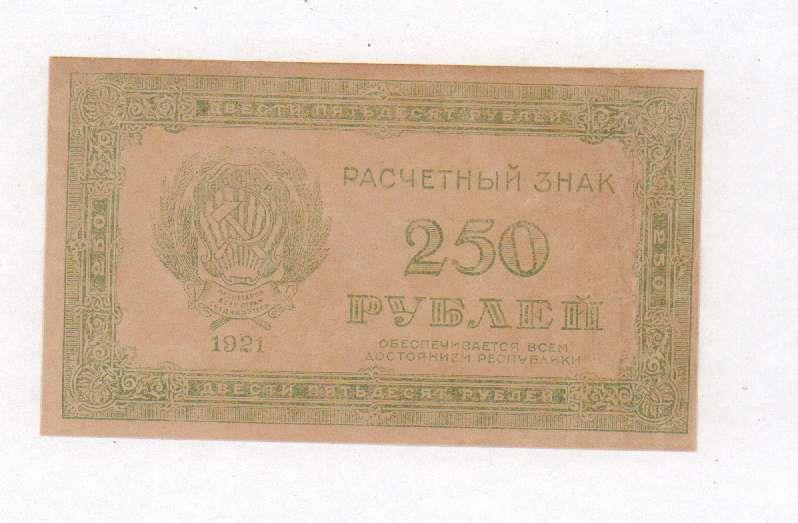 ДВЕСТИ ПЯТЬДЕСЯТ РУБЛЕЙ
250
РАСЧЕТНЫЙ ЗНАК
250
РУБЛЕЙ
ОБЕСПЕЧИВАЕТСЯ ВСЕМ
ДОСТОЯНИЕМ РЕСПУБЛИКИ
1921
250
ДВЕСТИ ПЯТЬДЕСЯТ РУБЛЕЙ